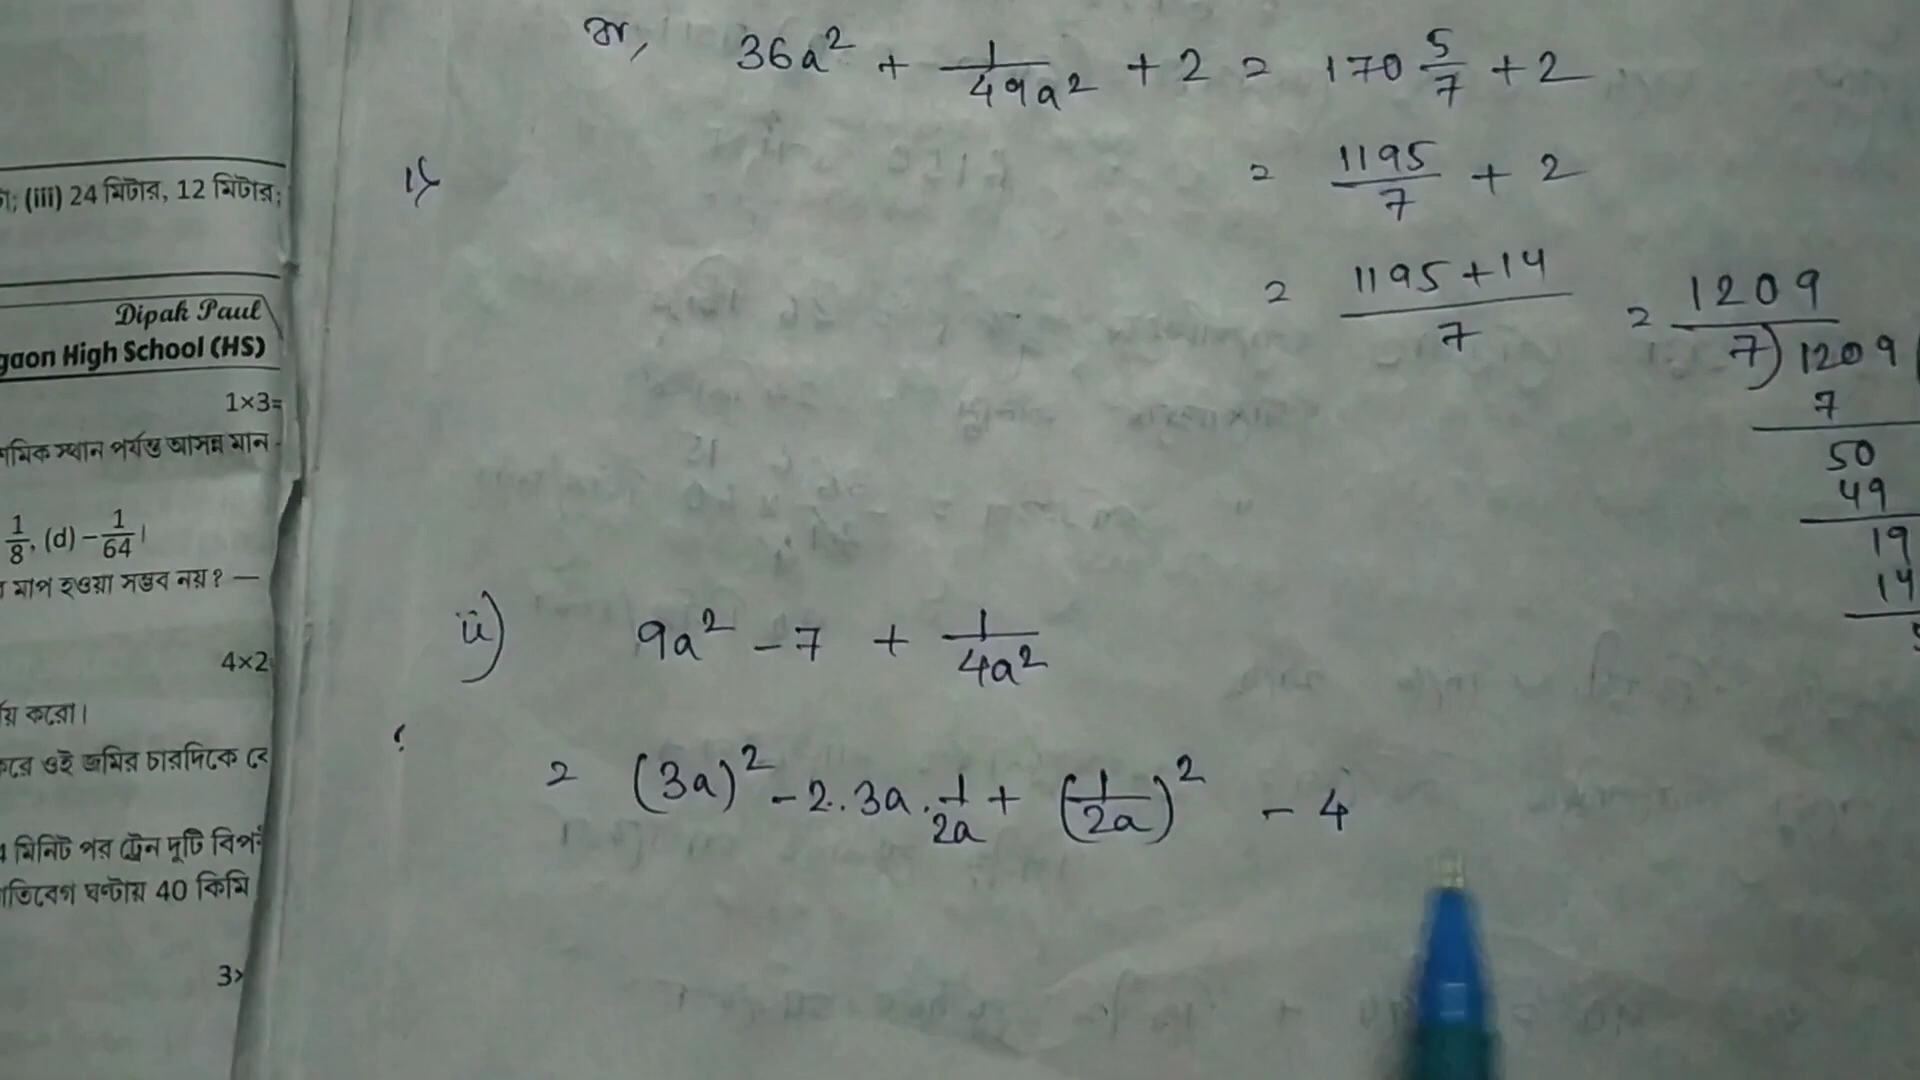 বা, 36a² + 1/49a² + 2 = 170 5/7 + 2
= 1195/7 + 2
= (1195+14)/7 = 1209/7
7)1209(
7
50
49
19
14
5
ii) 9a² - 7 + 1/4a²
= (3a)² - 2.3a.1/2a + (1/2a)² - 4
(iii) 24 মিটার, 12 মিটার;
Dipak Paul
gaon High School (HS)
1×3=
স্থান পর্যন্ত আসন্ন মান
1/8, (d) -1/64।
মাপ হওয়া সম্ভব নয়? —
4×2
করো।
ওই জমির চারদিকে
মিনিট পর ট্রেন দুটি
ঘণ্টায় 40 কিমি
3×